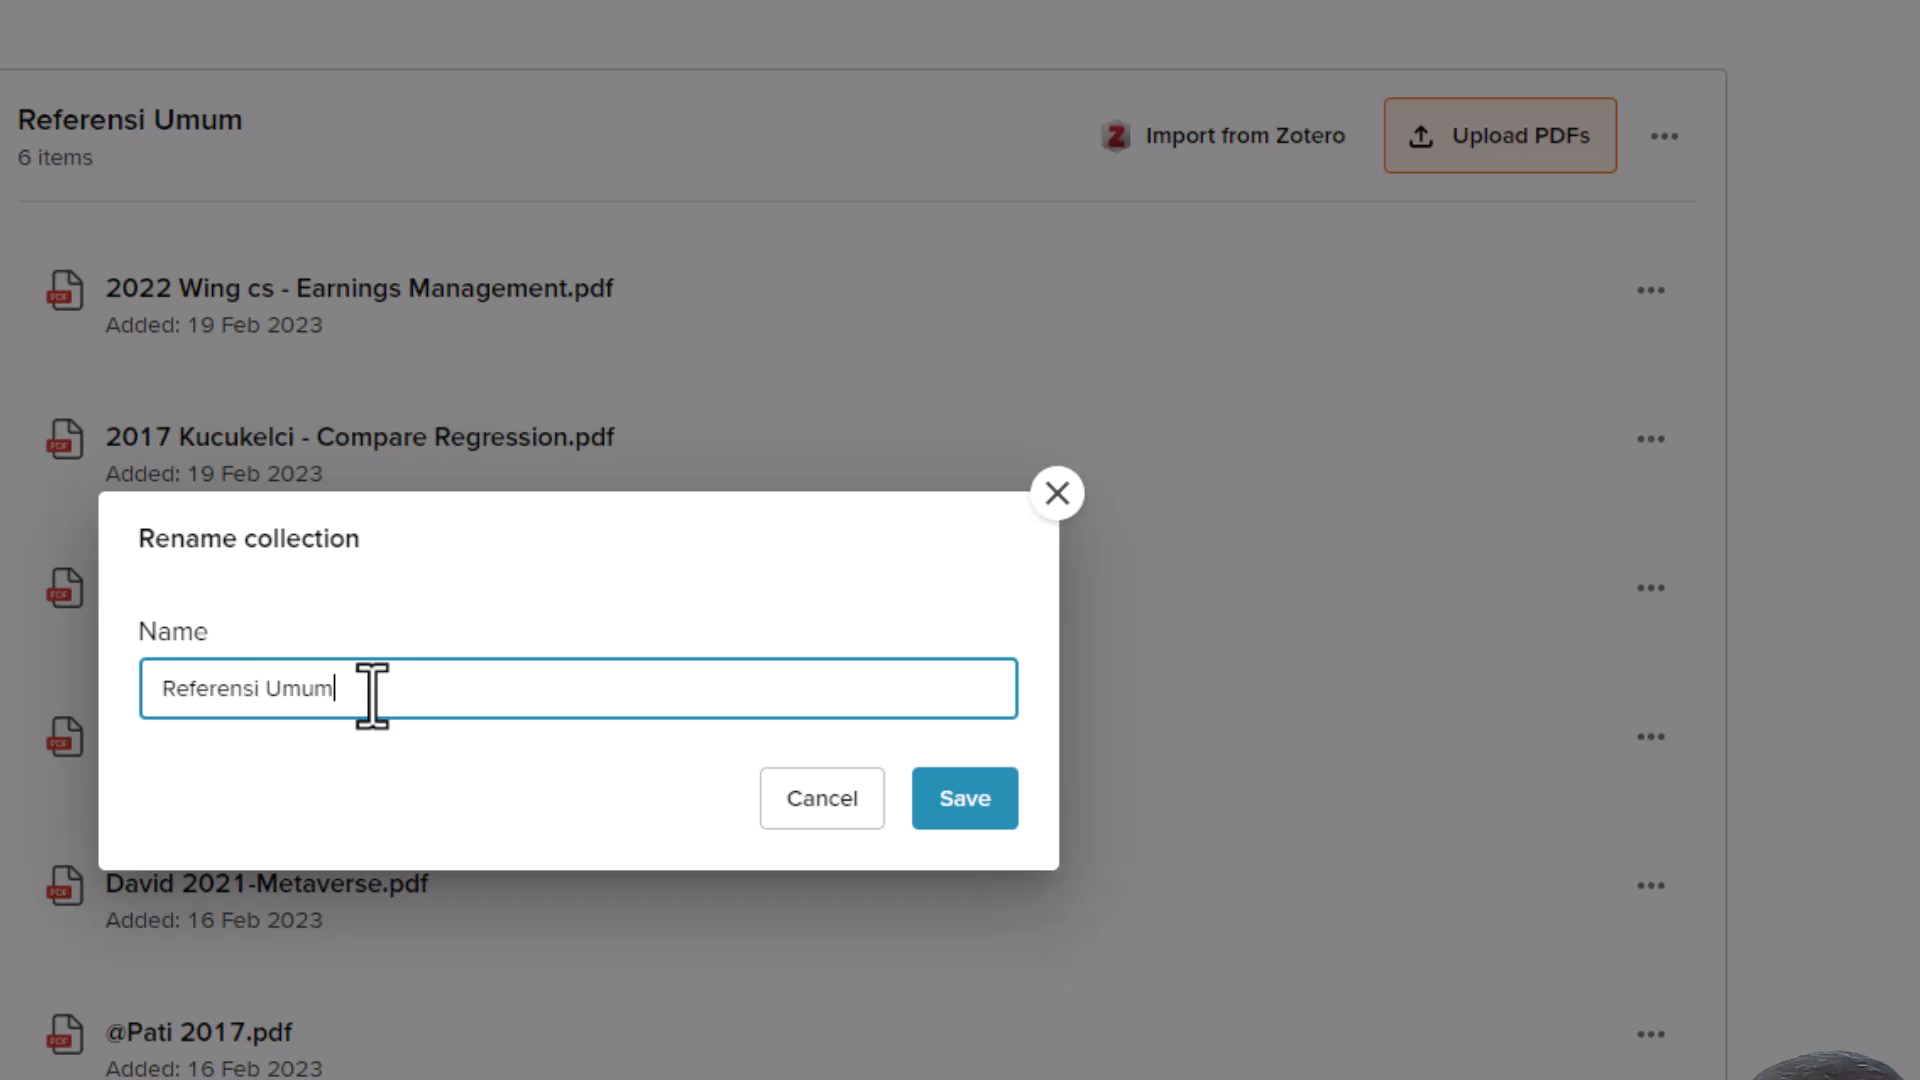 Referensi Umum
6 items
Import from Zotero
Upload PDFs
2022 Wing cs - Earnings Management.pdf
Added: 19 Feb 2023
2017 Kucukelci - Compare Regression.pdf
Added: 19 Feb 2023
Rename collection
Name
Referensi Umum
Cancel
Save
David 2021-Metaverse.pdf
Added: 16 Feb 2023
@Pati 2017.pdf
Added: 16 Feb 2023